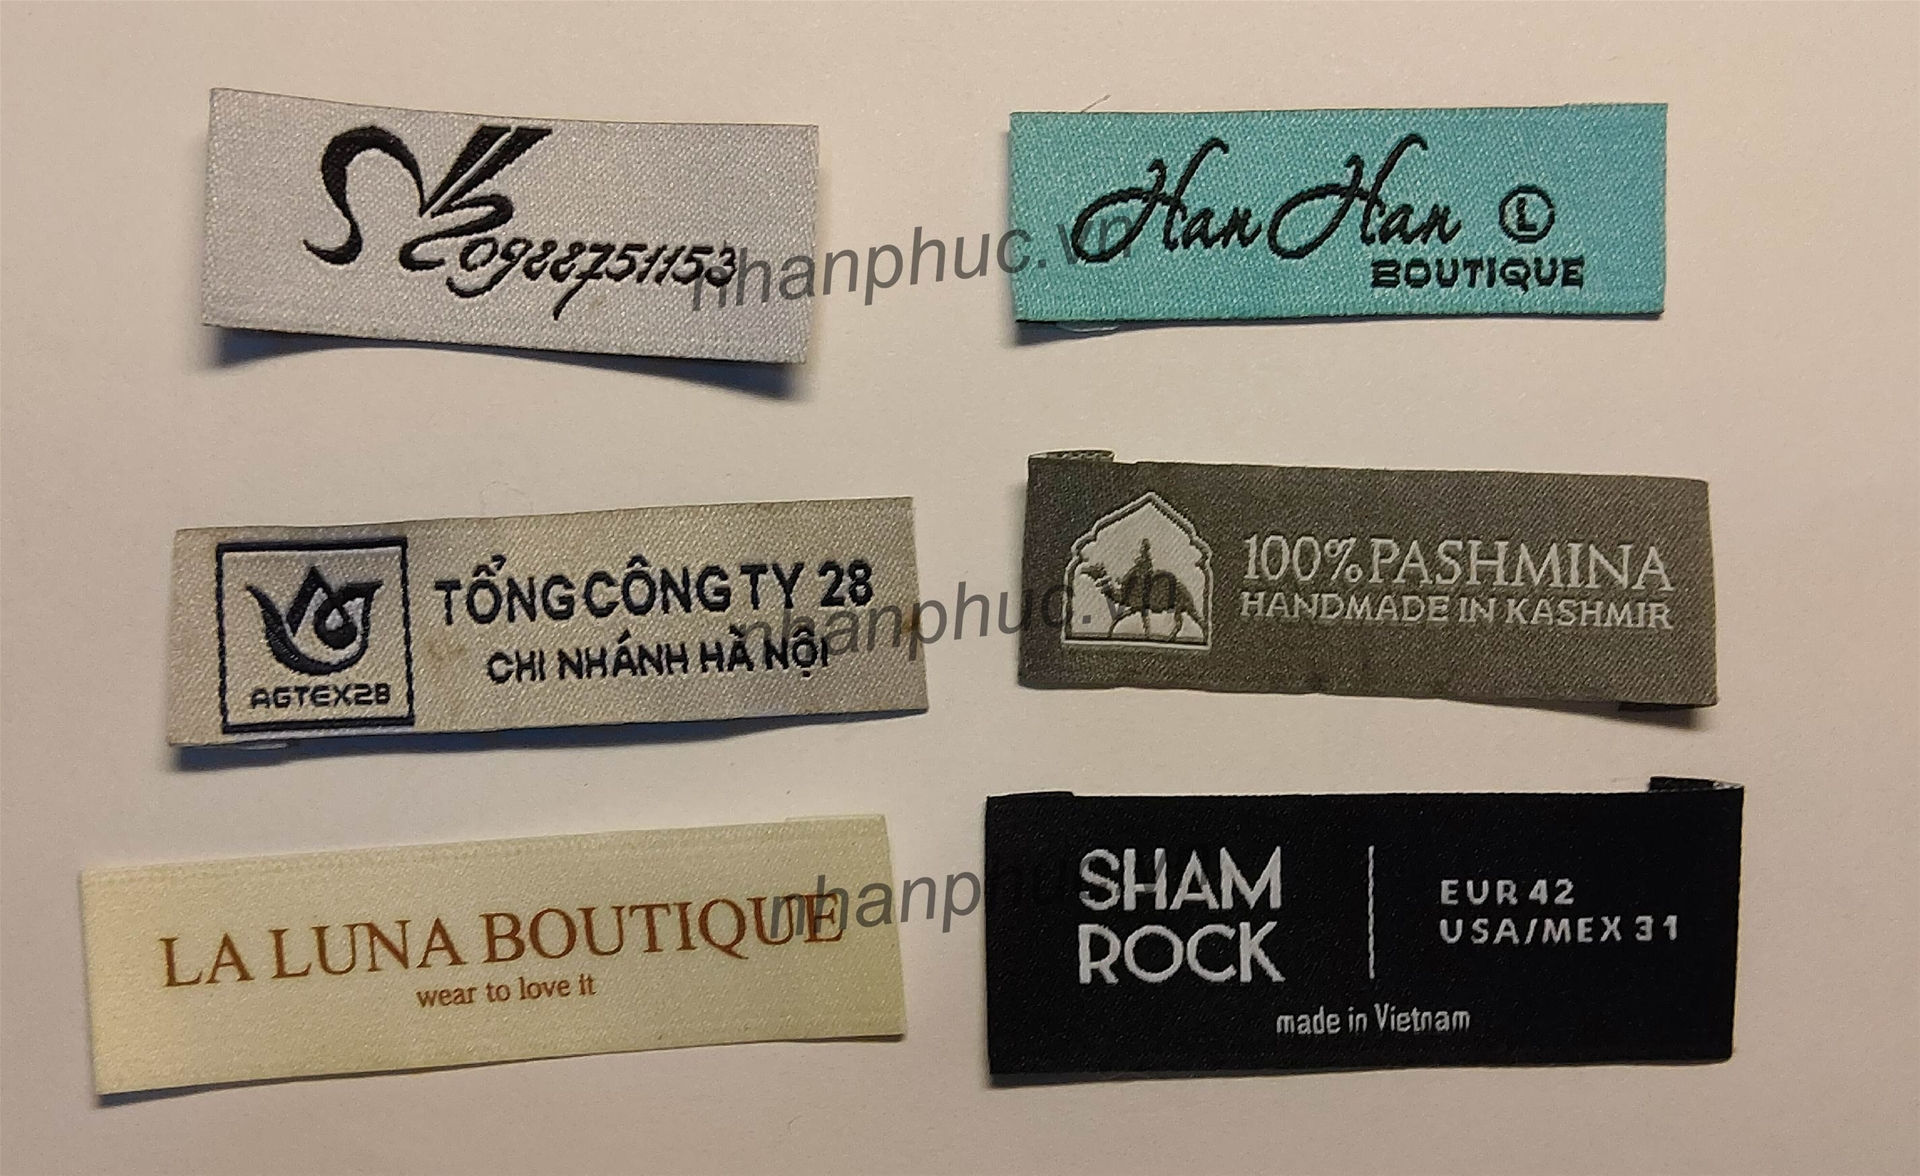 0988751153
Han Han L
BOUTIQUE
TỔNG CÔNG TY 28
CHI NHÁNH HÀ NỘI
AGTEX28
100% PASHMINA
HANDMADE IN KASHMIR
LA LUNA BOUTIQUE
wear to love it
SHAM
ROCK
EUR 42
USA/MEX 31
made in Vietnam
nhanphuc.vn
nhanphuc.vn
nhanphu